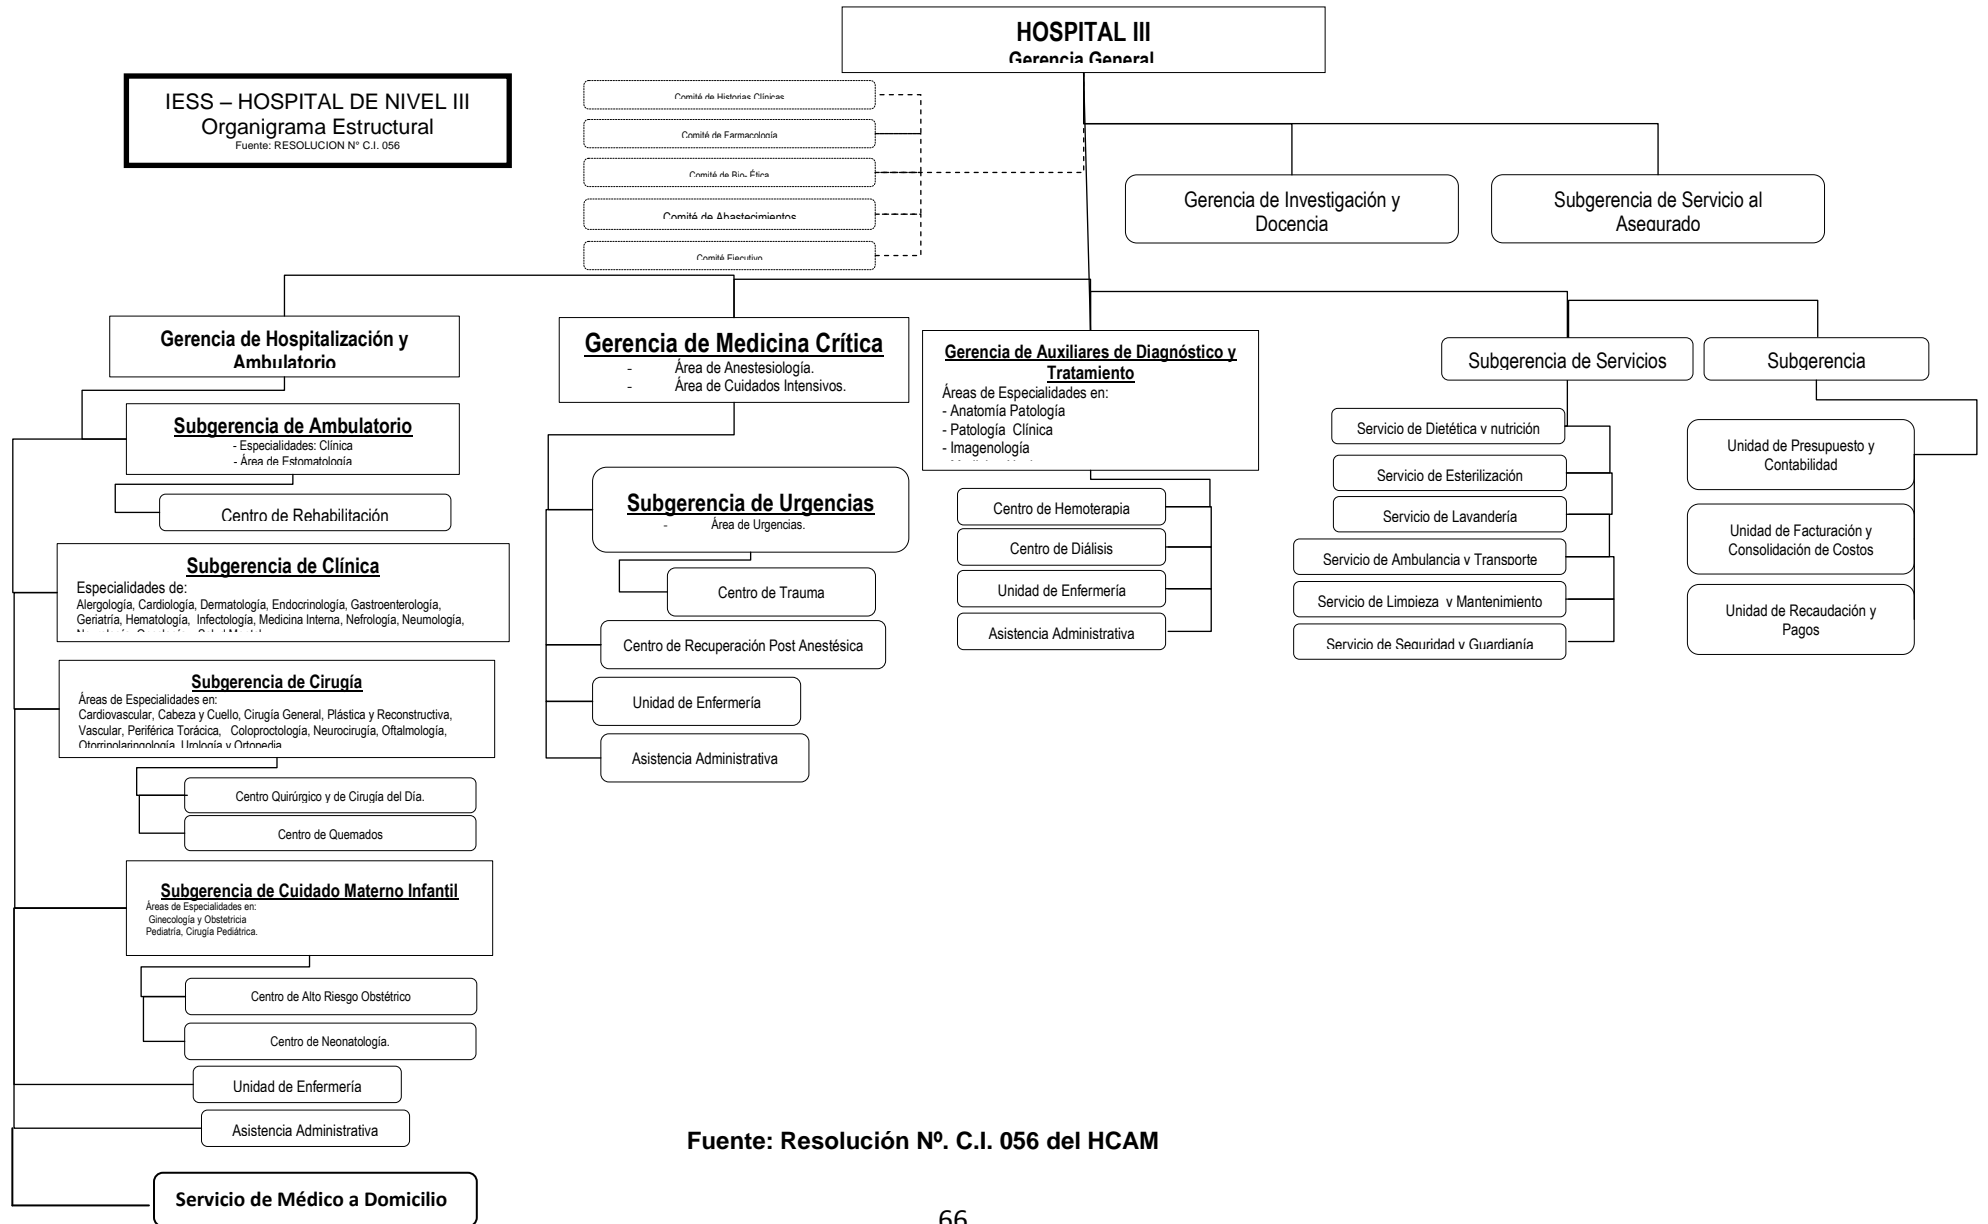 HOSPITAL III
Gerencia General
IESS – HOSPITAL DE NIVEL III
Organigrama Estructural
Fuente: RESOLUCION N° C.I. 056
Comité de Historias Clínicas
Comité de Farmacología
Comité de Bio- Ética
Comité de Abastecimientos
Comité Ejecutivo
Gerencia de Investigación y
Docencia
Subgerencia de Servicio al
Asegurado
Gerencia de Hospitalización y
Ambulatorio
Subgerencia de Ambulatorio
- Especialidades: Clínica
- Área de Estomatología
Centro de Rehabilitación
Subgerencia de Clínica
Especialidades de:
Alergología, Cardiología, Dermatología, Endocrinología, Gastroenterología,
Geriatría, Hematología, Infectología, Medicina Interna, Nefrología, Neumología,
Subgerencia de Cirugía
Áreas de Especialidades en:
Cardiovascular, Cabeza y Cuello, Cirugía General, Plástica y Reconstructiva,
Vascular, Periférica Torácica, Coloproctología, Neurocirugía, Oftalmología,
Otorrinolaringología, Urología y Ortopedia
Centro Quirúrgico y de Cirugía del Día.
Centro de Quemados
Subgerencia de Cuidado Materno Infantil
Áreas de Especialidades en:
Ginecología y Obstetricia
Pediatría, Cirugía Pediátrica.
Centro de Alto Riesgo Obstétrico
Centro de Neonatología.
Unidad de Enfermería
Asistencia Administrativa
Servicio de Médico a Domicilio
Gerencia de Medicina Crítica
- Área de Anestesiología.
- Área de Cuidados Intensivos.
Subgerencia de Urgencias
- Área de Urgencias.
Centro de Trauma
Centro de Recuperación Post Anestésica
Unidad de Enfermería
Asistencia Administrativa
Gerencia de Auxiliares de Diagnóstico y
Tratamiento
Áreas de Especialidades en:
- Anatomía Patología
- Patología Clínica
- Imagenología
Centro de Hemoterapia
Centro de Diálisis
Unidad de Enfermería
Asistencia Administrativa
Subgerencia de Servicios
Servicio de Dietética y nutrición
Servicio de Esterilización
Servicio de Lavandería
Servicio de Ambulancia y Transporte
Servicio de Limpieza y Mantenimiento
Servicio de Seguridad y Guardianía
Subgerencia
Unidad de Presupuesto y
Contabilidad
Unidad de Facturación y
Consolidación de Costos
Unidad de Recaudación y
Pagos
Fuente: Resolución Nº. C.I. 056 del HCAM
66